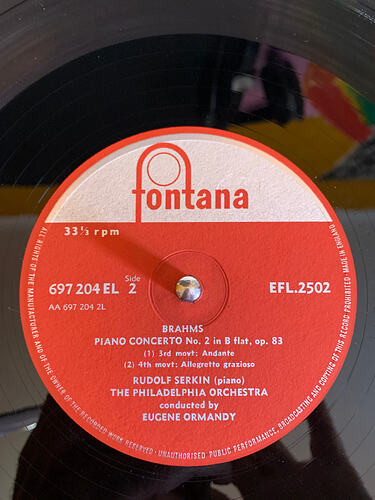 fontana
33⅓ rpm
697 204 EL Side 2 EFL.2502
AA 697 204 2L
BRAHMS
PIANO CONCERTO No. 2 in B flat, op. 83
(1) 3rd movt: Andante
(2) 4th movt: Allegretto grazioso
RUDOLF SERKIN (piano)
THE PHILADELPHIA ORCHESTRA
conducted by
EUGENE ORMANDY
ALL RIGHTS OF THE MANUFACTURER AND OF THE OWNER OF THE RECORDED WORK RESERVED · UNAUTHORISED PUBLIC PERFORMANCE, BROADCASTING AND COPYING OF THIS RECORD PROHIBITED · MADE IN ENGLAND